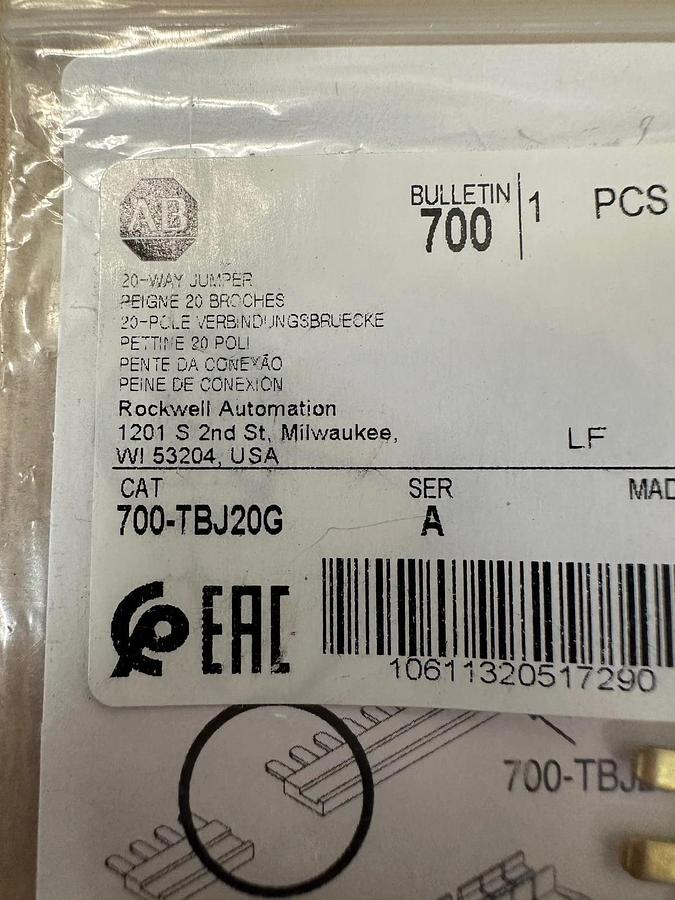 AB
BULLETIN
700
1 PCS
20-WAY JUMPER
PEIGNE 20 BROCHES
20-POLE VERBINDUNGSBRUECKE
PETTINE 20 POLI
PENTE DA CONEXÃO
PEINE DE CONEXION
Rockwell Automation
1201 S 2nd St, Milwaukee,
WI 53204, USA
LF
CAT SER MAD
700-TBJ20G A
EAC
10611320517290
700-TBJ